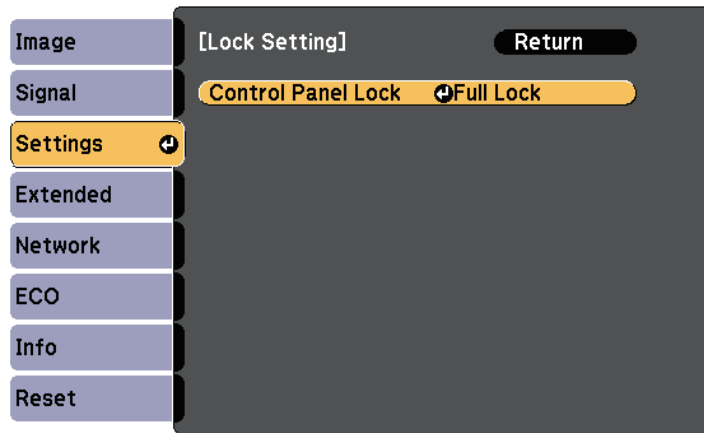 Image
Signal
Settings
Extended
Network
ECO
Info
Reset
[Lock Setting] Return
Control Panel Lock Full Lock